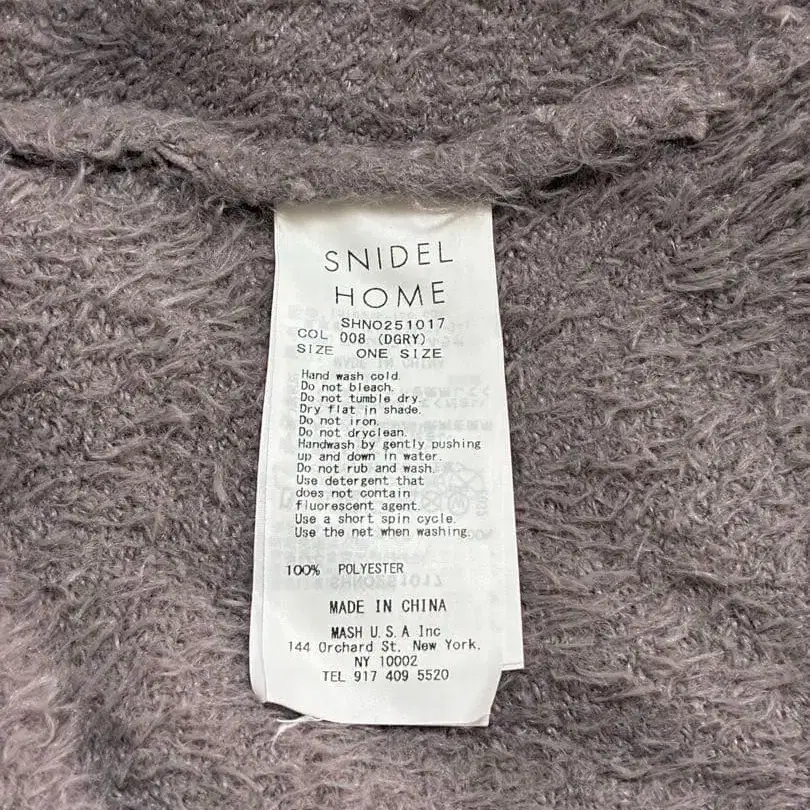 SNIDEL
HOME
SHNO251017
COL 008 (DGRY)
SIZE ONE SIZE
Hand wash cold.
Do not bleach.
Do not tumble dry.
Dry flat in shade.
Do not iron.
Do not dryclean.
Handwash by gently pushing
up and down in water.
Do not rub and wash.
Use detergent that
does not contain
fluorescent agent.
Use a short spin cycle.
Use the net when washing.
100% POLYESTER
MADE IN CHINA
MASH U.S.A Inc
144 Orchard St, New York,
NY 10002
TEL 917 409 5520